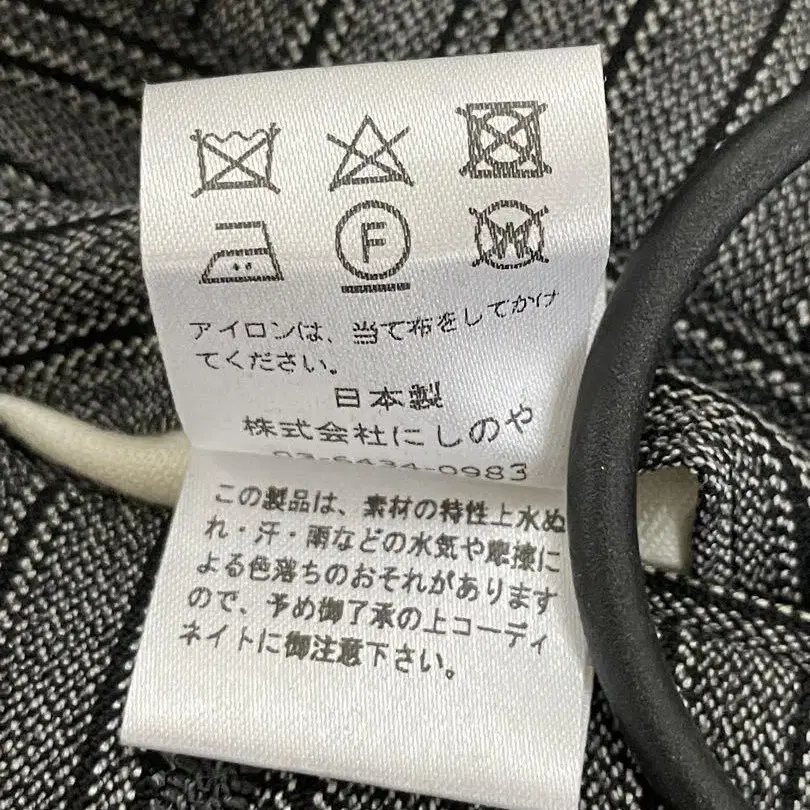 F
W
アイロンは、当て布をしてかけ
てください。
日本製
株式会社にしのや
03-6434-0983
この製品は、素材の特性上水ぬ
れ・汗・雨などの水気や摩擦に
よる色落ちのおそれがあります
ので、予め御了承の上コーディ
ネイトに御注意下さい。